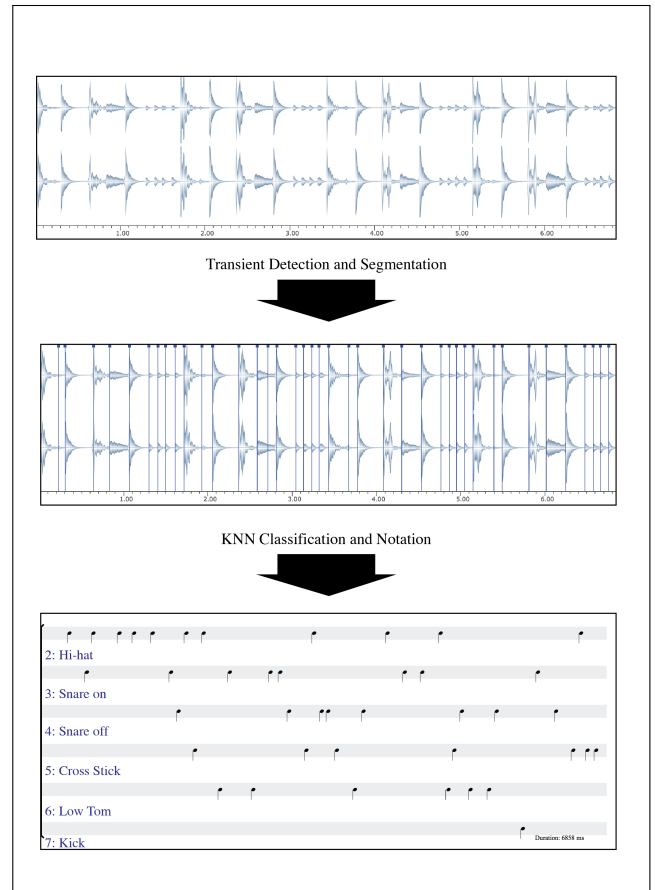 1.00 2.00 3.00 4.00 5.00 6.00
Transient Detection and Segmentation
1.00 2.00 3.00 4.00 5.00 6.00
KNN Classification and Notation
2: Hi-hat
3: Snare on
4: Snare off
5: Cross Stick
6: Low Tom
Duration: 6858 ms
7: Kick